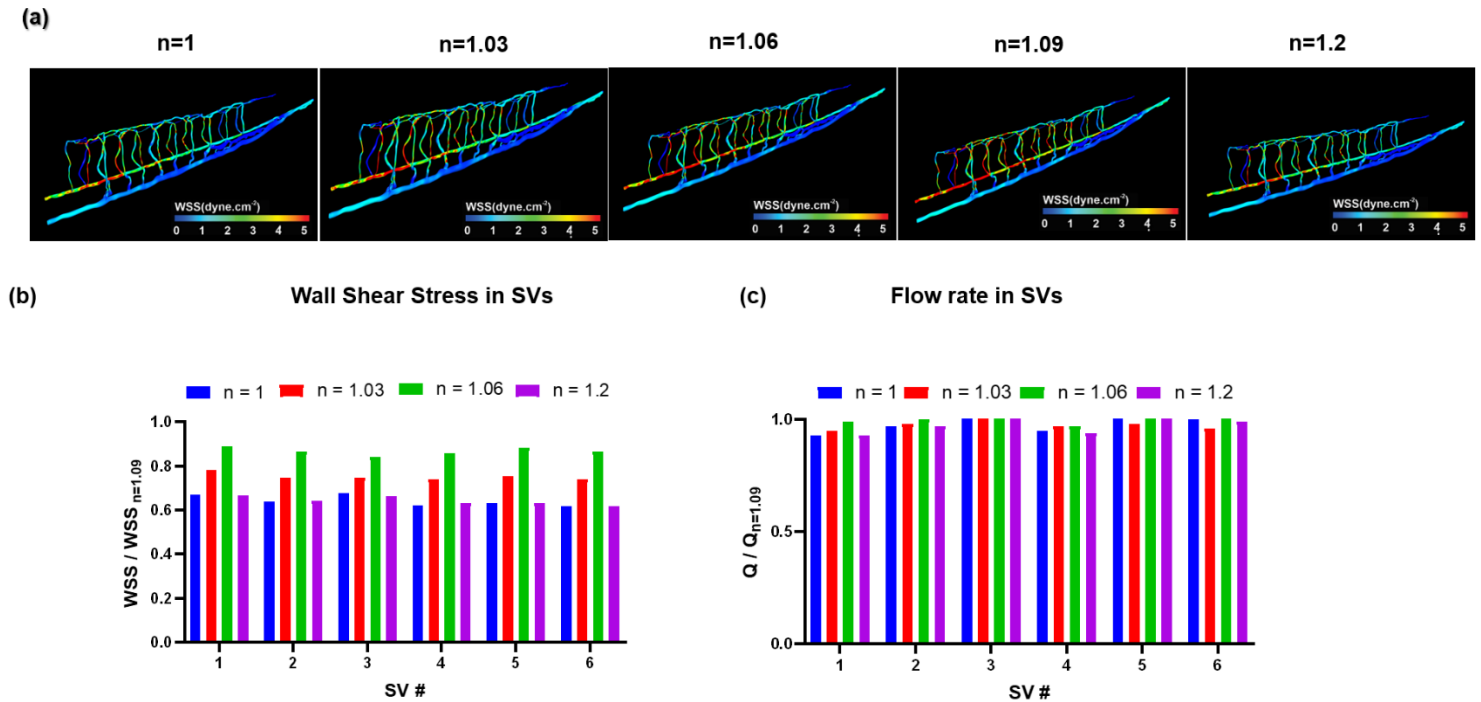 (a)
n=1 n=1.03 n=1.06 n=1.09 n=1.2
WSS(dyne.cm⁻²) WSS(dyne.cm⁻²) WSS(dyne.cm⁻²) WSS(dyne.cm⁻²) WSS(dyne.cm⁻²)
0 1 2 3 4 5 0 1 2 3 4 5 0 1 2 3 4 5 0 1 2 3 4 5 0 1 2 3 4 5
(b) Wall Shear Stress in SVs
n = 1 n = 1.03 n = 1.06 n = 1.2
WSS / WSS n=1.09
1.0
0.8
0.6
0.4
0.2
0.0
1 2 3 4 5 6
SV #
(c) Flow rate in SVs
n = 1 n = 1.03 n = 1.06 n = 1.2
Q / Qn=1.09
1.0
0.5
0.0
1 2 3 4 5 6
SV #